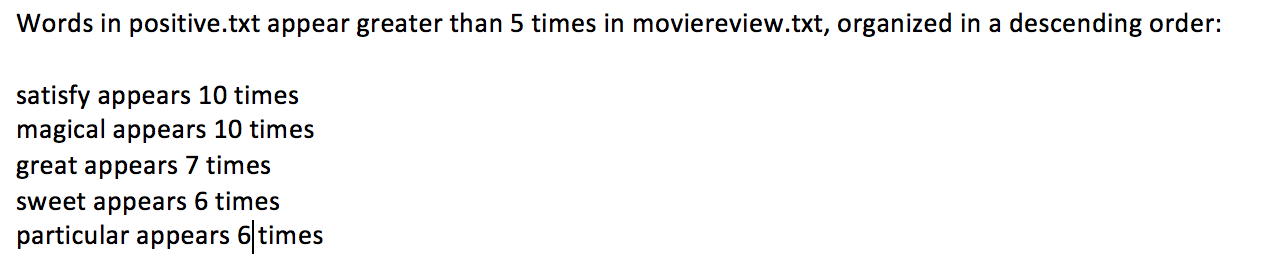 Words in positive.txt appear greater than 5 times in moviereview.txt, organized in a descending order:
satisfy appears 10 times
magical appears 10 times
great appears 7 times
sweet appears 6 times
particular appears 6 times